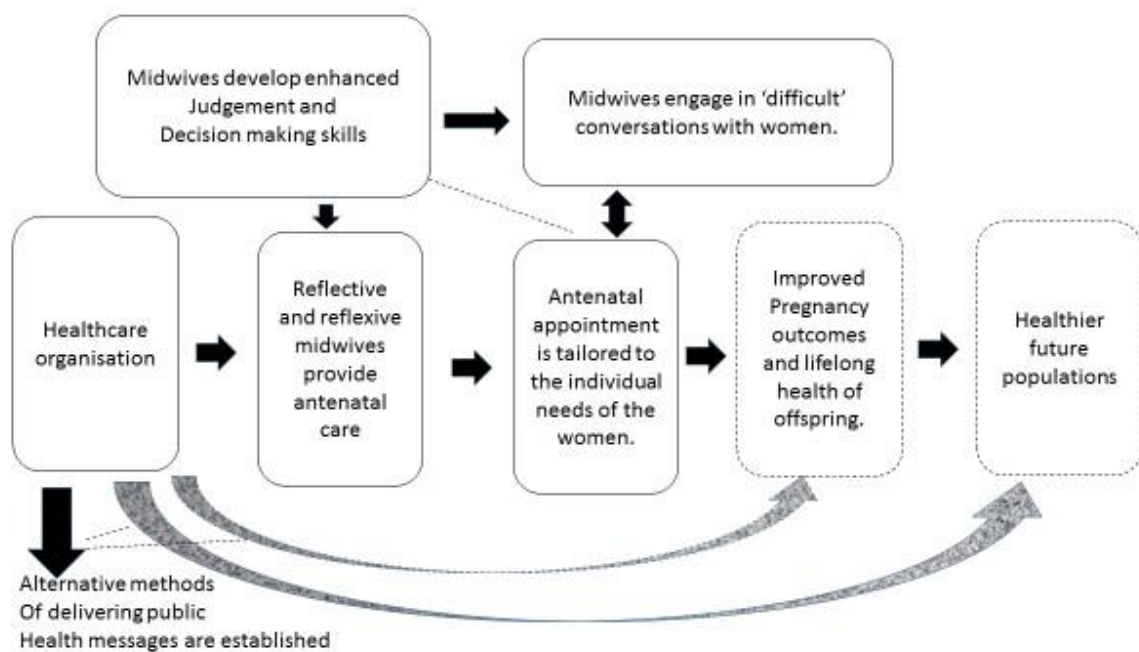 Midwives develop enhanced
Judgement and
Decision making skills
Midwives engage in ‘difficult’
conversations with women.
Healthcare
organisation
Reflective
and reflexive
midwives
provide
antenatal
care
Antenatal
appointment
is tailored to
the individual
needs of the
women.
Improved
Pregnancy
outcomes
and lifelong
health of
offspring.
Healthier
future
populations
Alternative methods
Of delivering public
Health messages are established